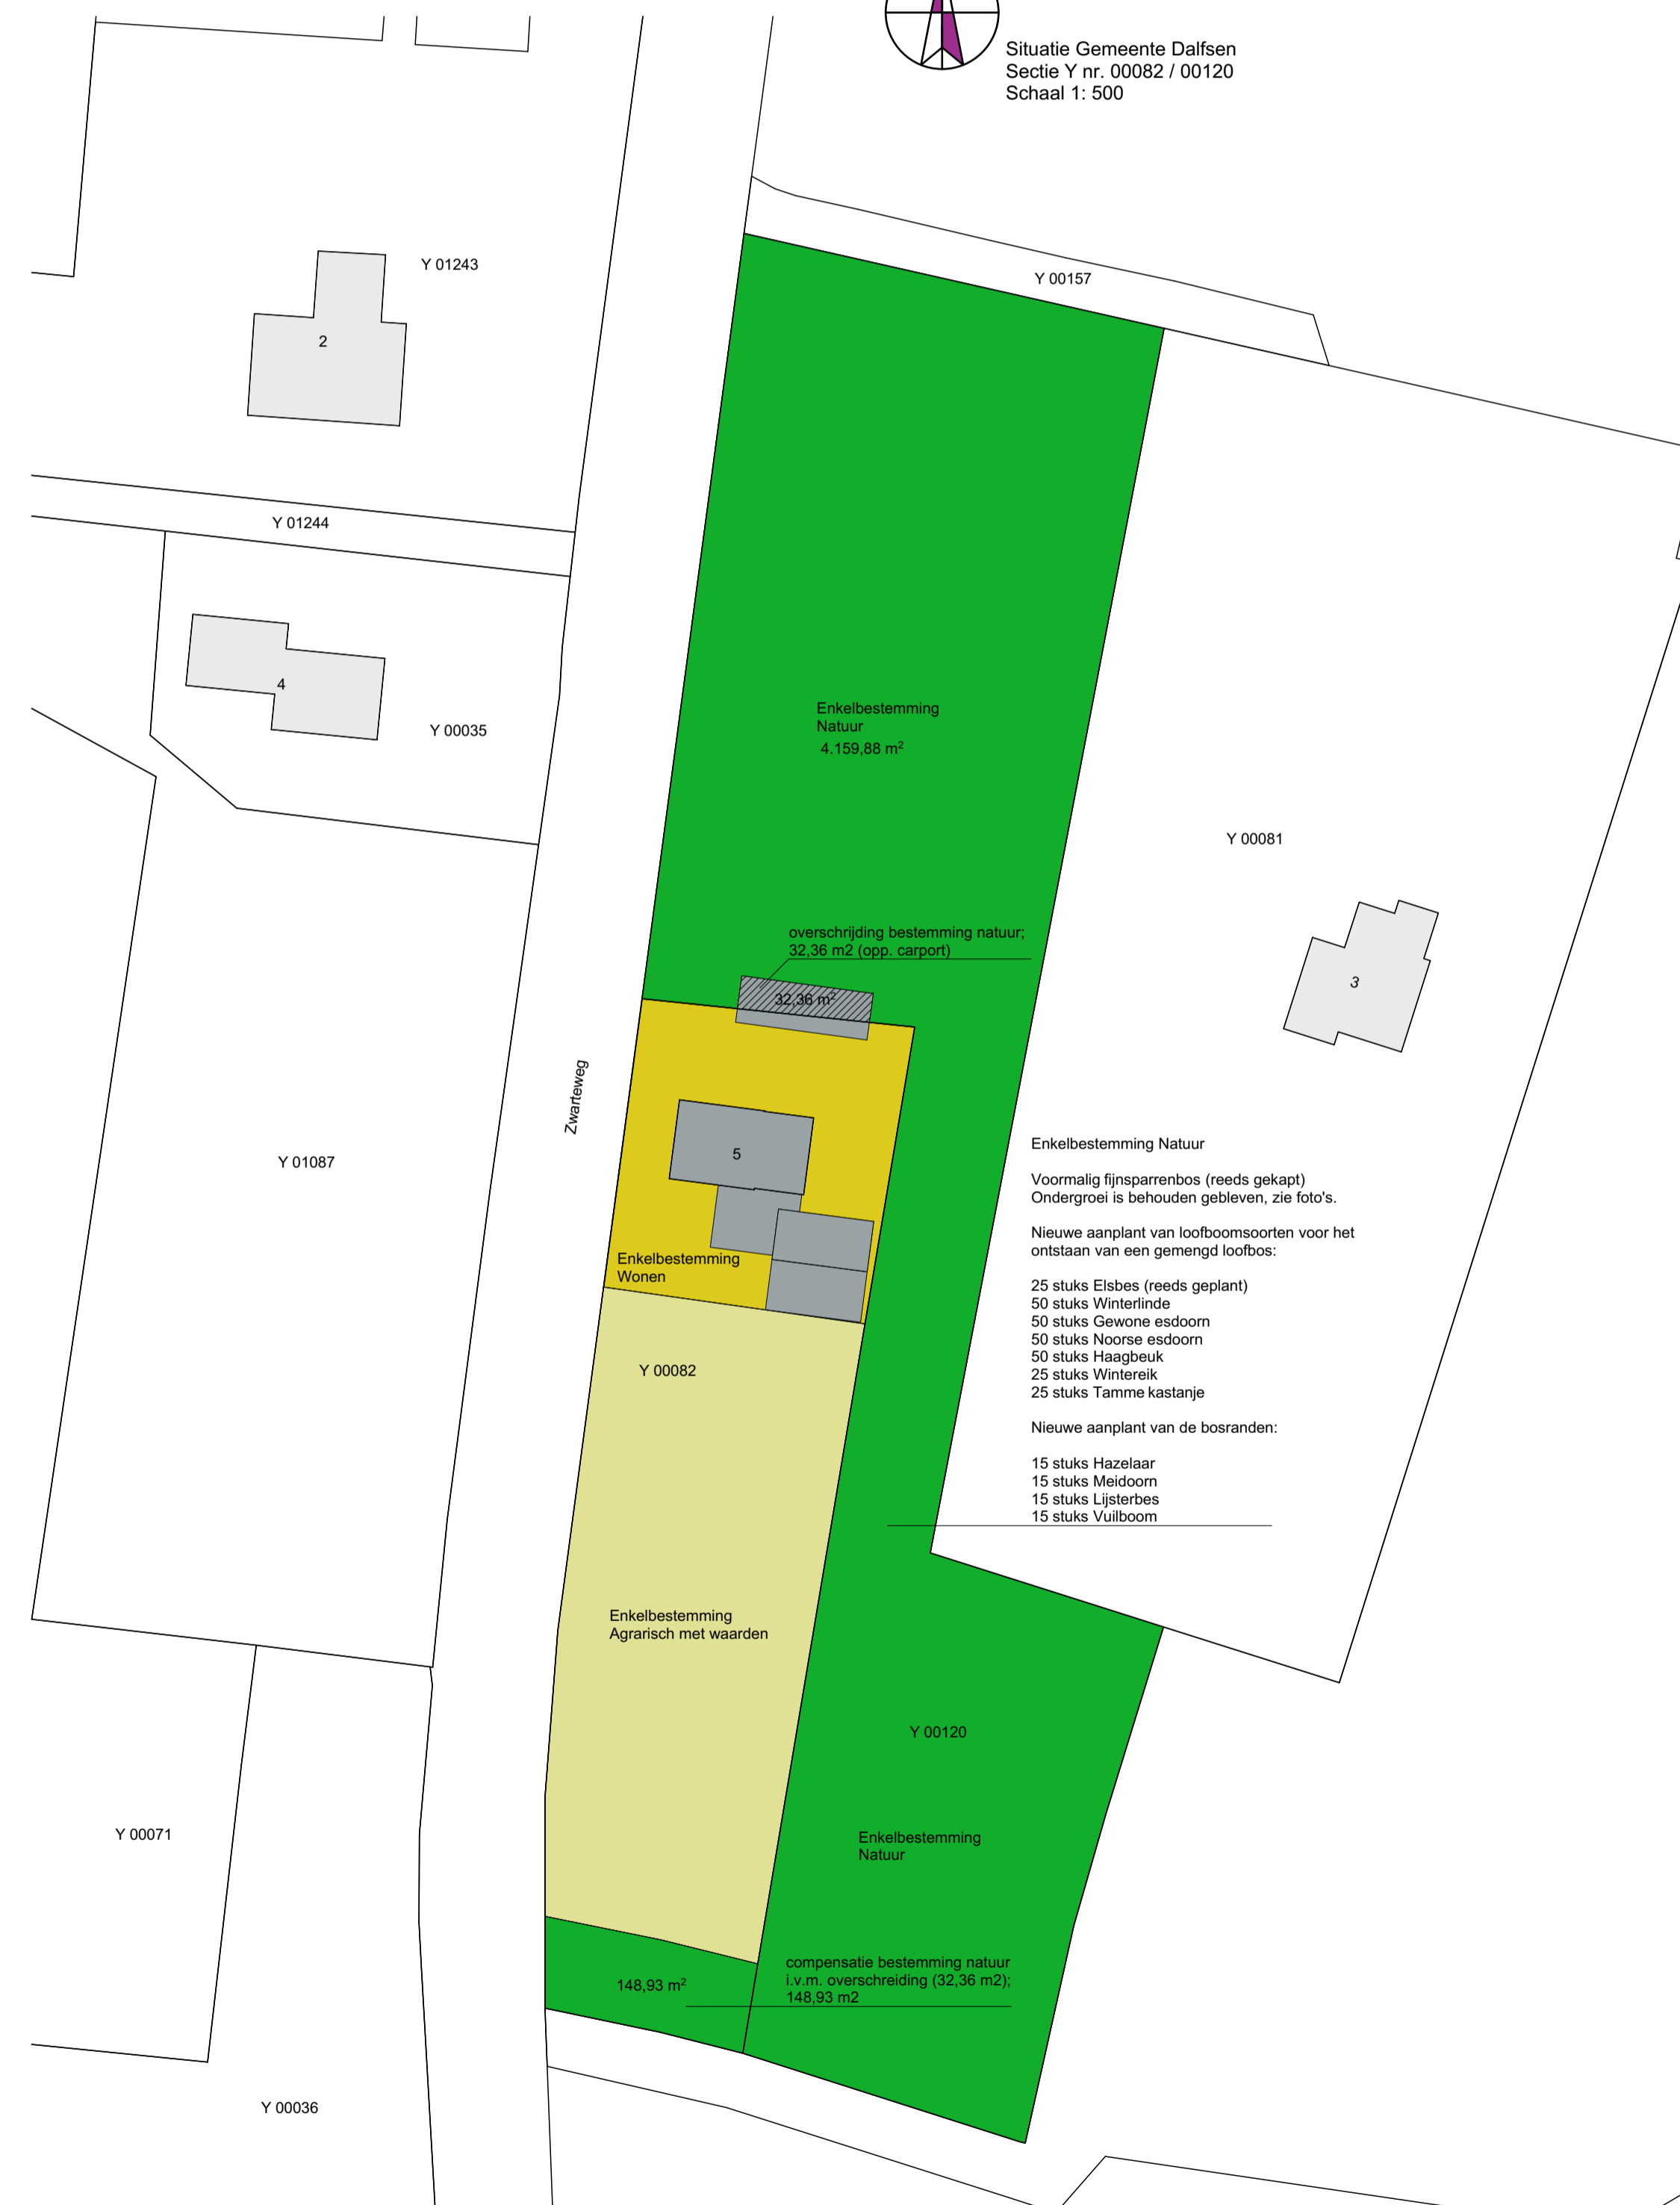 Situatie Gemeente Dalfsen
Sectie Y nr. 00082 / 00120
Schaal 1: 500
Y 01243
Y 00157
2
Y 01244
4
Y 00035
Enkelbestemming
Natuur
4.159,88 m²
Y 00081
overschrijding bestemming natuur;
32,36 m2 (opp. carport)
32,36 m²
3
Zwarteweg
5
Y 01087
Enkelbestemming Natuur
Voormalig fijnsparrenbos (reeds gekapt)
Ondergroei is behouden gebleven, zie foto's.
Nieuwe aanplant van loofboomsoorten voor het
ontstaan van een gemengd loofbos:
25 stuks Elsbes (reeds geplant)
50 stuks Winterlinde
50 stuks Gewone esdoorn
50 stuks Noorse esdoorn
50 stuks Haagbeuk
25 stuks Wintereik
25 stuks Tamme kastanje
Nieuwe aanplant van de bosranden:
15 stuks Hazelaar
15 stuks Meidoorn
15 stuks Lijsterbes
15 stuks Vuilboom
Enkelbestemming
Wonen
Y 00082
Enkelbestemming
Agrarisch met waarden
Y 00120
Y 00071
Enkelbestemming
Natuur
148,93 m²
compensatie bestemming natuur
i.v.m. overschreiding (32,36 m2);
148,93 m2
Y 00036